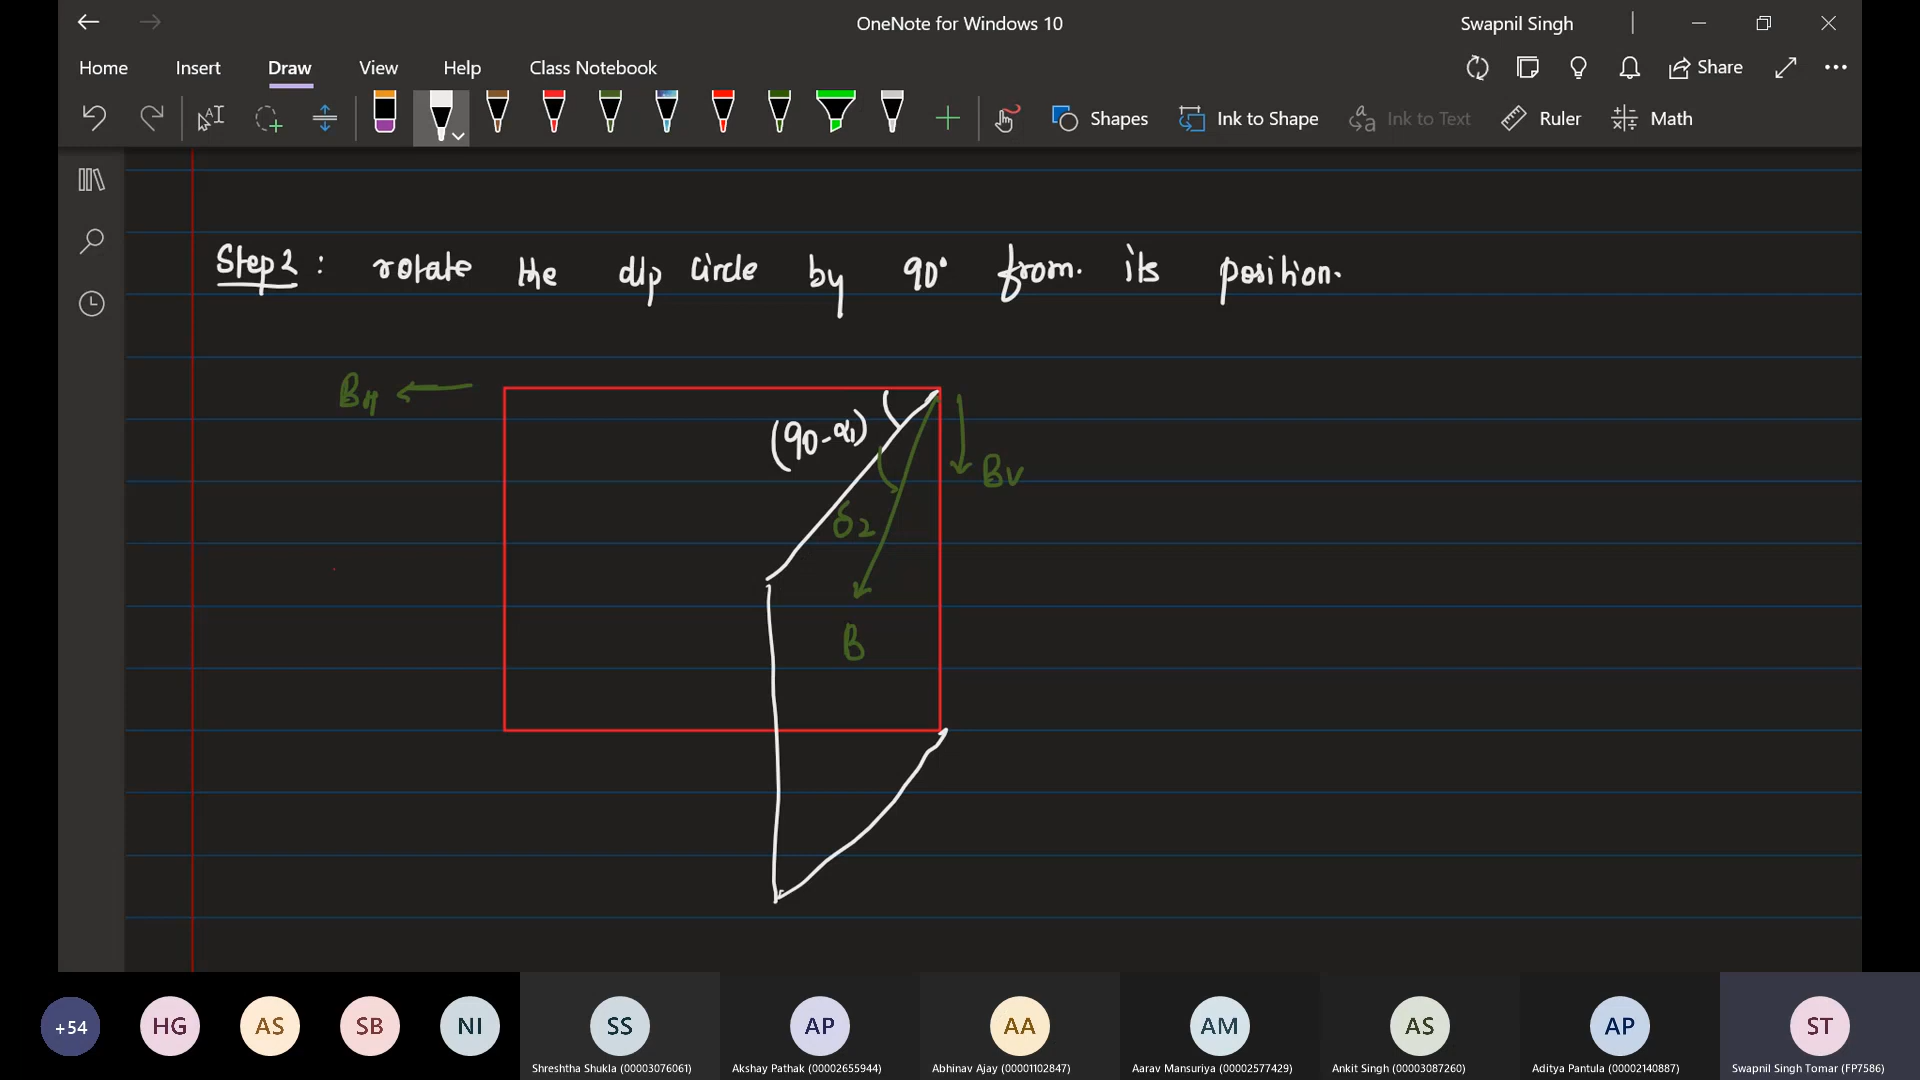 OneNote for Windows 10
Swapnil Singh
Home Insert Draw View Help Class Notebook
Share
Shapes Ink to Shape Ink to Text Ruler Math
Step 2 : rotate the dip circle by 90° from its position.
BH
(90-α1)
BV
δ2
B
+54 HG AS SB NI SS AP AA AM AS AP ST
Shreshtha Shukla (00003076061) Akshay Pathak (00002655944) Abhinav Ajay (00001102847) Aarav Mansuriya (00002577429) Ankit Singh (00003087260) Aditya Pantula (00002140887) Swapnil Singh Tomar (FP7586)